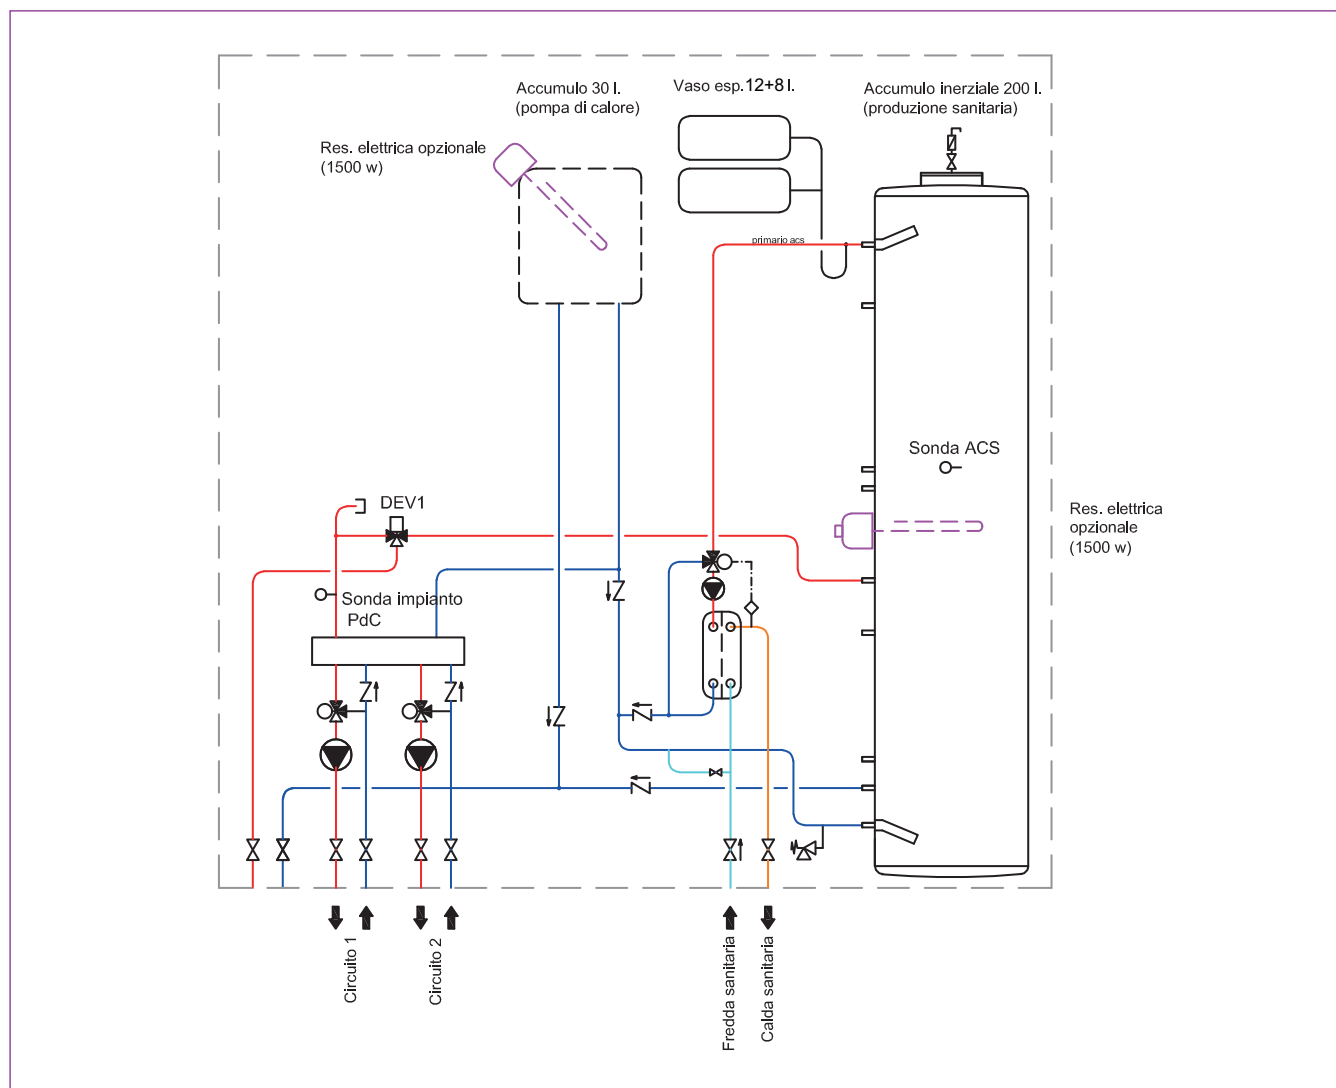 Accumulo 30 l.
(pompa di calore)
Vaso esp.12+8 l.
Accumulo inerziale 200 l.
(produzione sanitaria)
Res. elettrica opzionale
(1500 w)
primario acs
Sonda ACS
DEV1
Res. elettrica
opzionale
(1500 w)
Sonda impianto
PdC
Circuito 1
Circuito 2
Fredda sanitaria
Calda sanitaria